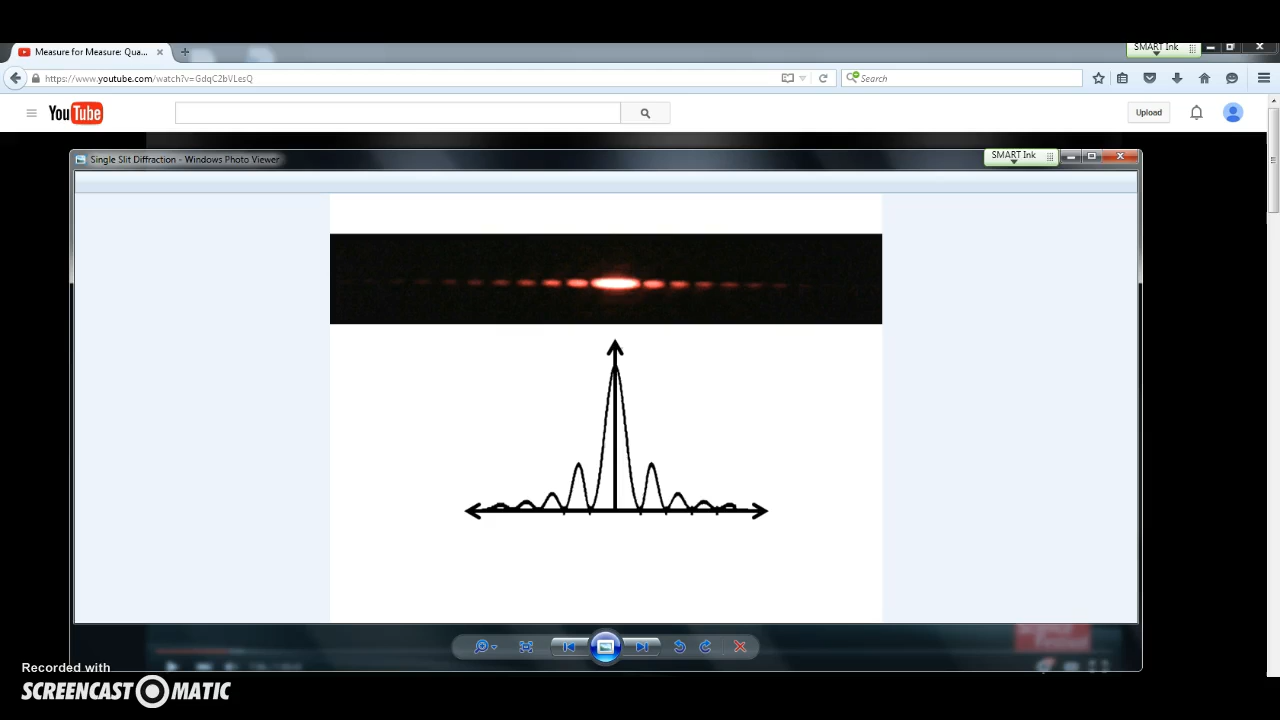 Measure for Measure: Qua...
SMART Ink
https://www.youtube.com/watch?v=GdqC2bVLesQ
Search
YouTube
Upload
Single Slit Diffraction - Windows Photo Viewer
SMART Ink
Recorded with
SCREENCAST MATIC